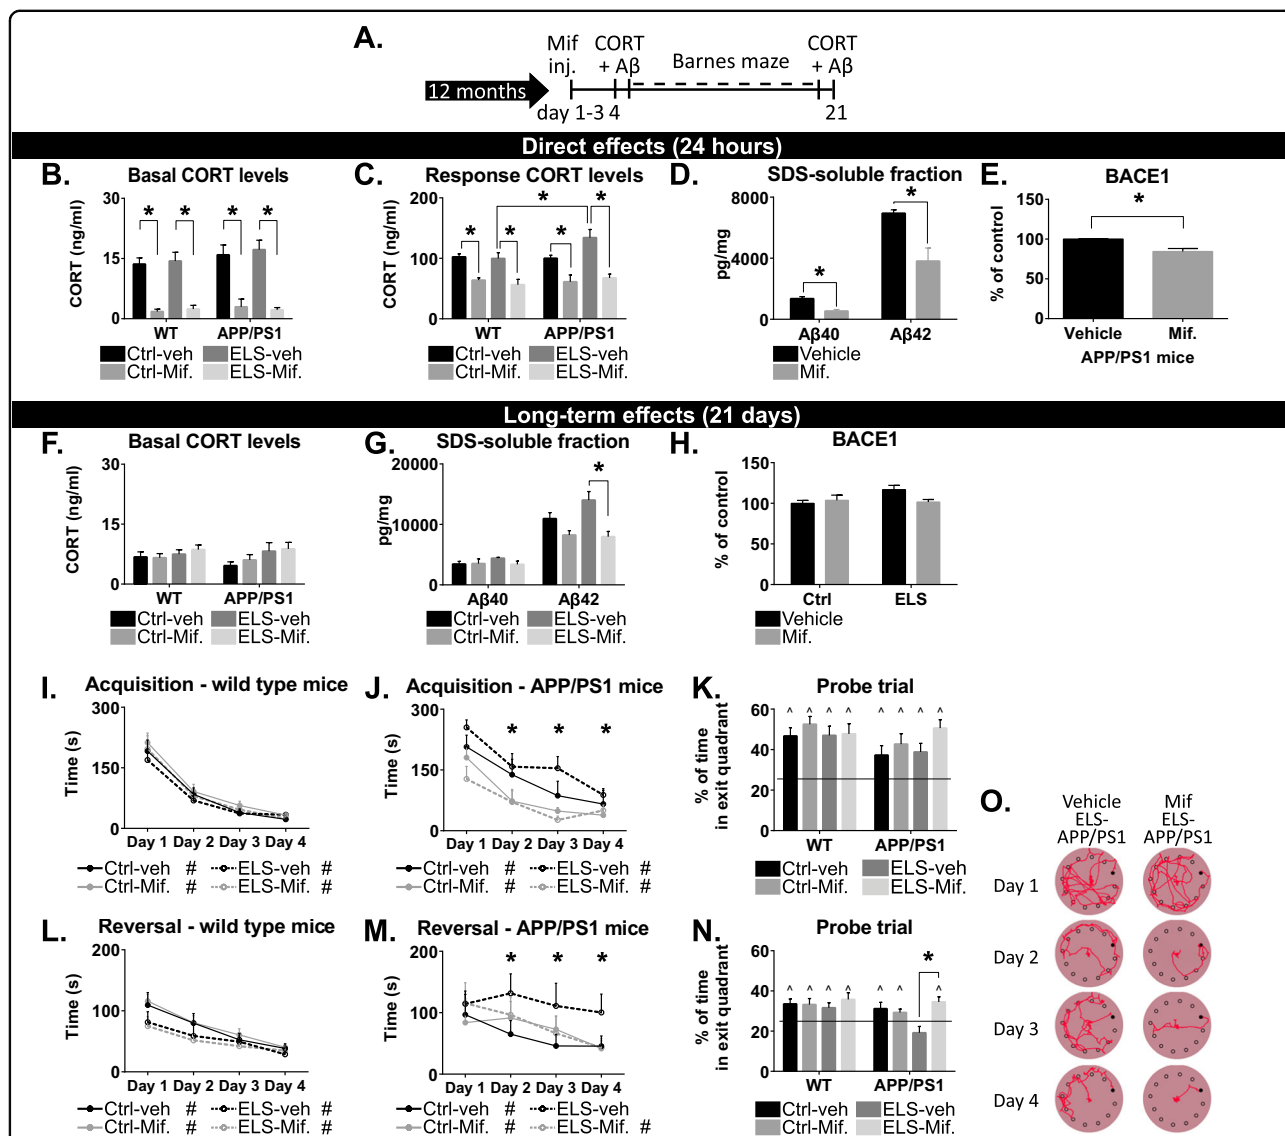 A.
Mif inj.
CORT + Aβ
Barnes maze
CORT + Aβ
12 months
day 1-3 4 21
Direct effects (24 hours)
B. Basal CORT levels
CORT (ng/ml)
30
15
0
* * * *
WT APP/PS1
Ctrl-veh ELS-veh
Ctrl-Mif. ELS-Mif.
C. Response CORT levels
CORT (ng/ml)
200
100
0
* * * * *
WT APP/PS1
Ctrl-veh ELS-veh
Ctrl-Mif. ELS-Mif.
D. SDS-soluble fraction
pg/mg
8000
4000
0
* *
Aβ40 Aβ42
Vehicle
Mif.
E. BACE1
% of control
150
100
50
0
*
Vehicle Mif.
APP/PS1 mice
Long-term effects (21 days)
F. Basal CORT levels
CORT (ng/ml)
30
15
0
WT APP/PS1
Ctrl-veh ELS-veh
Ctrl-Mif. ELS-Mif.
G. SDS-soluble fraction
pg/mg
20000
10000
0
*
Aβ40 Aβ42
Ctrl-veh ELS-veh
Ctrl-Mif. ELS-Mif.
H. BACE1
% of control
150
100
50
0
Ctrl ELS
Vehicle
Mif.
I. Acquisition - wild type mice
Time (s)
300
150
0
Day 1 Day 2 Day 3 Day 4
Ctrl-veh # ELS-veh #
Ctrl-Mif. # ELS-Mif. #
J. Acquisition - APP/PS1 mice
Time (s)
300
150
0
* * *
Day 1 Day 2 Day 3 Day 4
Ctrl-veh # ELS-veh #
Ctrl-Mif. # ELS-Mif. #
K. Probe trial
% of time
in exit quadrant
60
40
20
0
^ ^ ^ ^ ^ ^ ^ ^
WT APP/PS1
Ctrl-veh ELS-veh
Ctrl-Mif. ELS-Mif.
L. Reversal - wild type mice
Time (s)
200
100
0
Day 1 Day 2 Day 3 Day 4
Ctrl-veh # ELS-veh #
Ctrl-Mif. # ELS-Mif. #
M. Reversal - APP/PS1 mice
Time (s)
200
100
0
* * *
Day 1 Day 2 Day 3 Day 4
Ctrl-veh # ELS-veh
Ctrl-Mif. # ELS-Mif. #
N. Probe trial
% of time
in exit quadrant
60
40
20
0
^ ^ ^ ^ ^ ^ ^
*
WT APP/PS1
Ctrl-veh ELS-veh
Ctrl-Mif. ELS-Mif.
O.
Vehicle Mif
ELS- ELS-
APP/PS1 APP/PS1
Day 1
Day 2
Day 3
Day 4